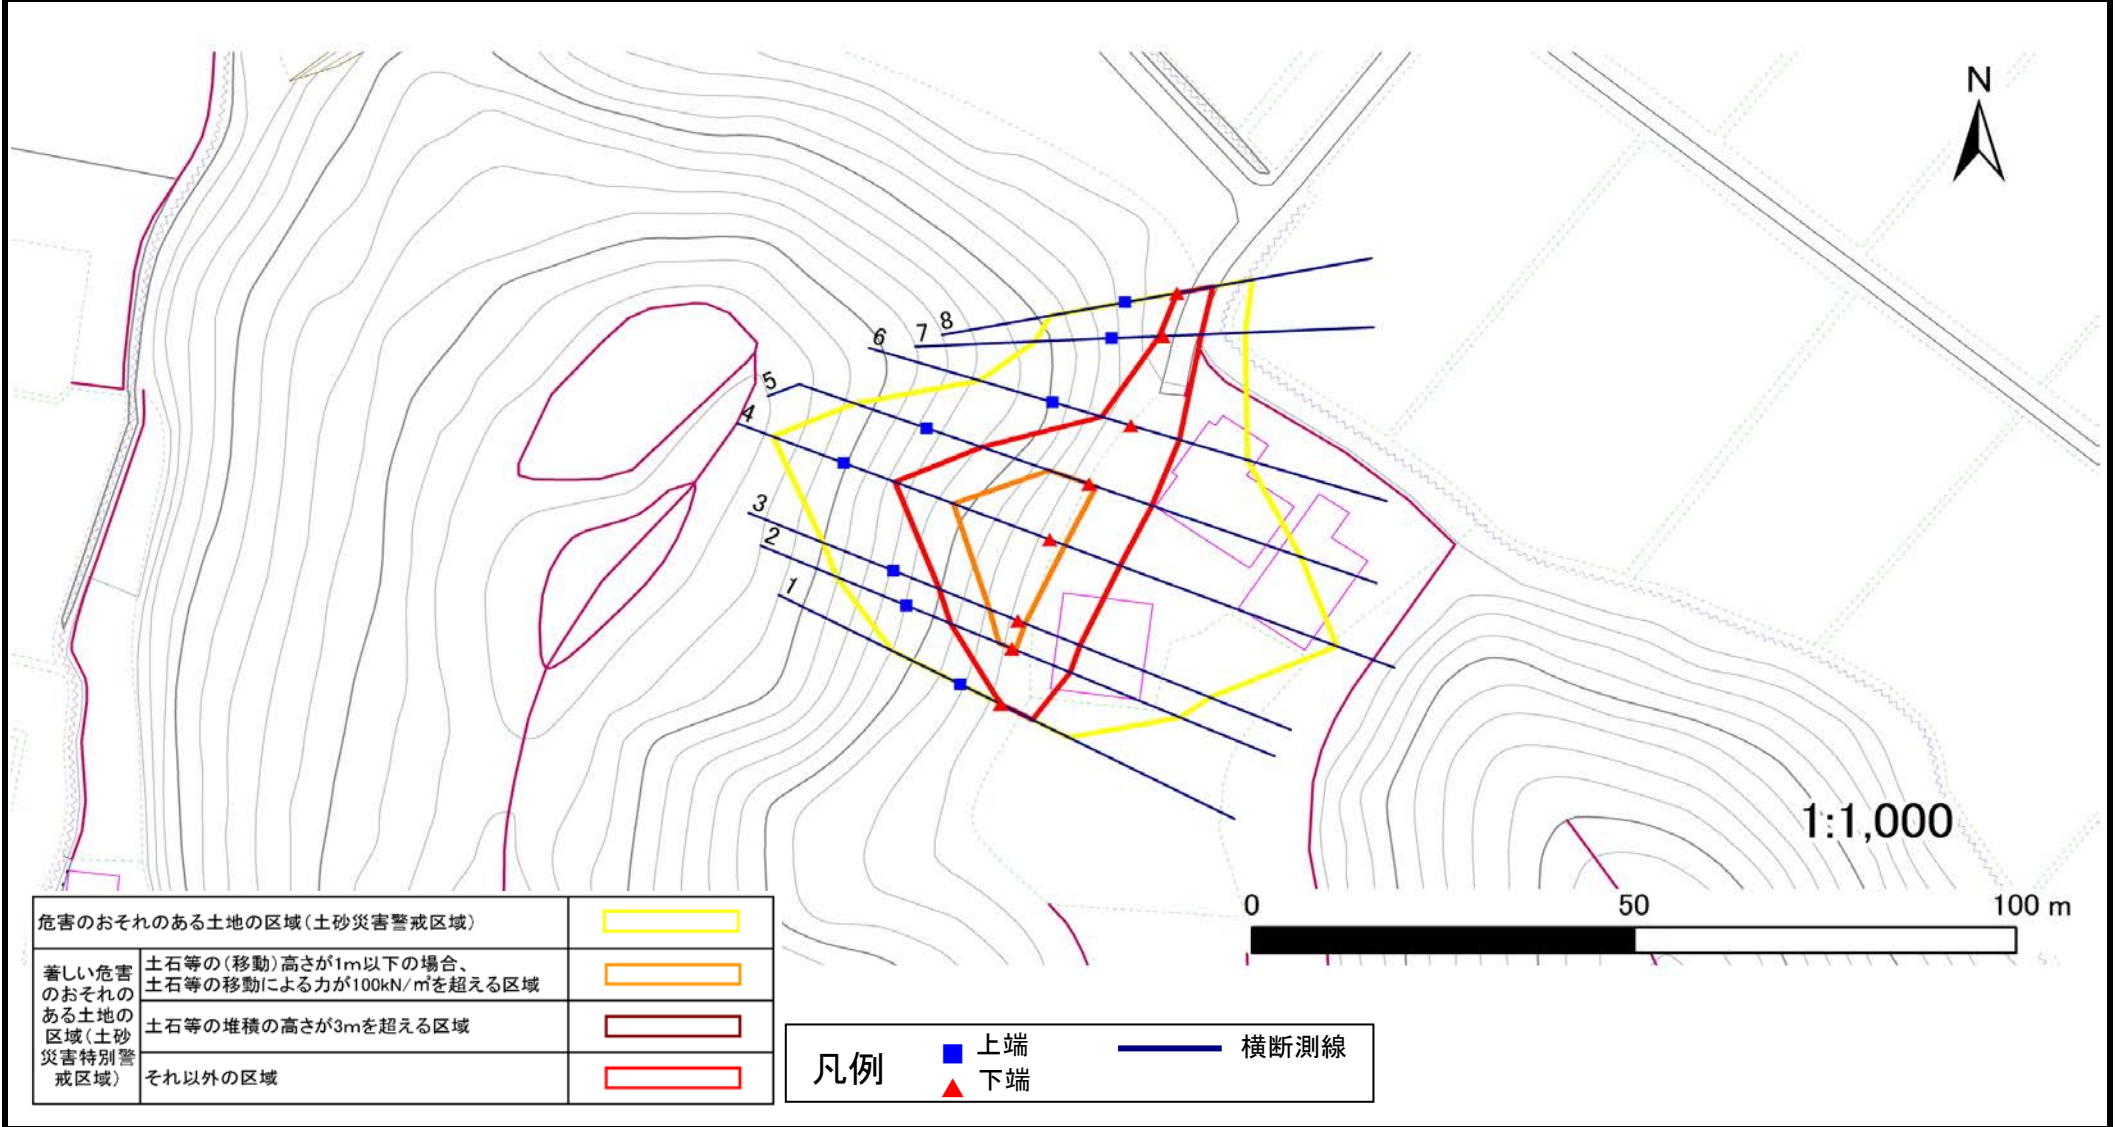 N
8
7
6
5
4
3
2
1
1:1,000
0 50 100 m
危害のおそれのある土地の区域(土砂災害警戒区域)
著しい危害
のおそれの
ある土地の
区域(土砂
災害特別警
戒区域)
土石等の(移動)高さが1m以下の場合、
土石等の移動による力が100kN/㎡を超える区域
土石等の堆積の高さが3mを超える区域
それ以外の区域
凡例
上端
下端
横断測線